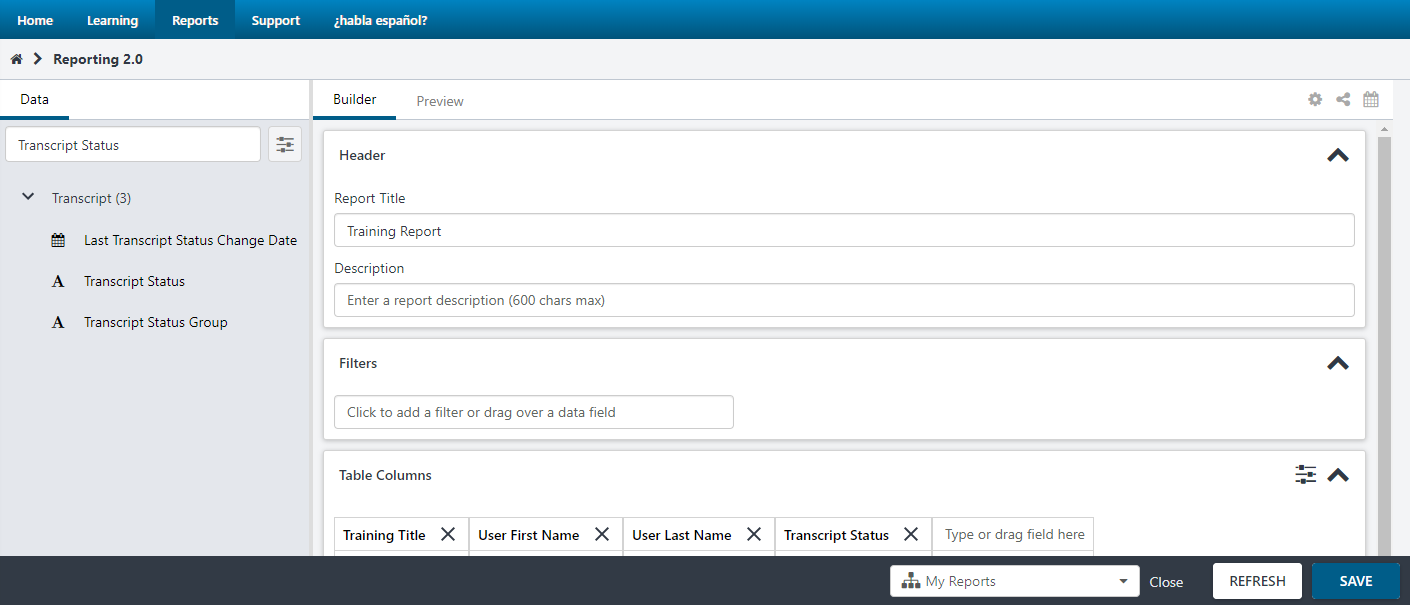 Home Learning Reports Support ¿habla español?
Reporting 2.0
Data
Transcript Status
Transcript (3)
Last Transcript Status Change Date
A Transcript Status
A Transcript Status Group
Builder Preview
Header
Report Title
Training Report
Description
Enter a report description (600 chars max)
Filters
Click to add a filter or drag over a data field
Table Columns
Training Title User First Name User Last Name Transcript Status Type or drag field here
My Reports Close REFRESH SAVE